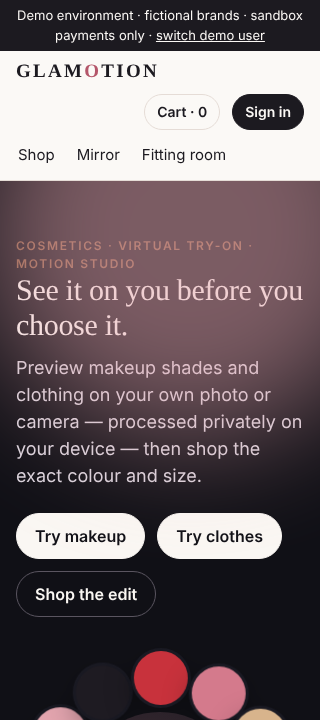 Demo environment · fictional brands · sandbox
payments only · switch demo user
GLAMOTION
Cart · 0
Sign in
Shop Mirror Fitting room
COSMETICS · VIRTUAL TRY-ON ·
MOTION STUDIO
See it on you before you
choose it.
Preview makeup shades and
clothing on your own photo or
camera — processed privately on
your device — then shop the
exact colour and size.
Try makeup
Try clothes
Shop the edit